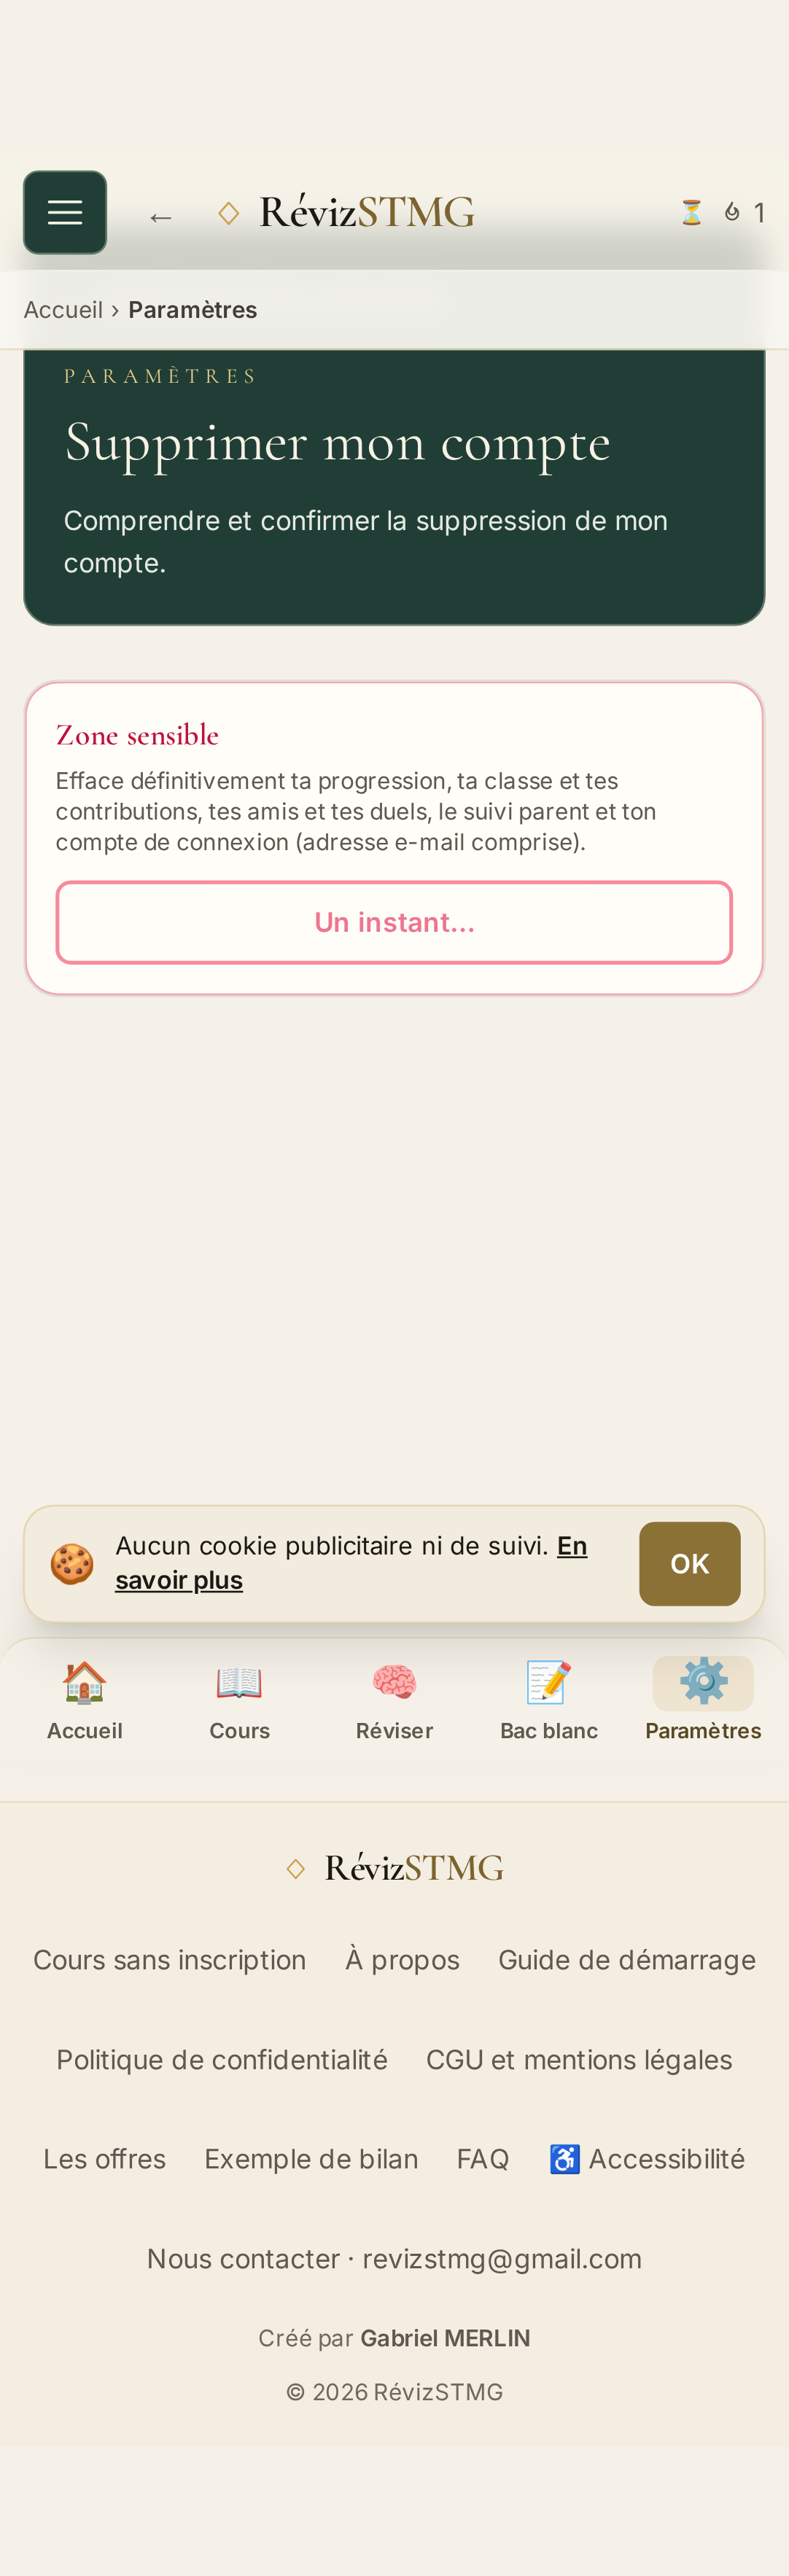 ← RévizSTMG 1
Accueil › Paramètres
PARAMÈTRES
Supprimer mon compte
Comprendre et confirmer la suppression de mon
compte.
Zone sensible
Efface définitivement ta progression, ta classe et tes
contributions, tes amis et tes duels, le suivi parent et ton
compte de connexion (adresse e-mail comprise).
Un instant…
Aucun cookie publicitaire ni de suivi. En
savoir plus
OK
Accueil Cours Réviser Bac blanc Paramètres
RévizSTMG
Cours sans inscription À propos Guide de démarrage
Politique de confidentialité CGU et mentions légales
Les offres Exemple de bilan FAQ ♿ Accessibilité
Nous contacter · revizstmg@gmail.com
Créé par Gabriel MERLIN
© 2026 RévizSTMG